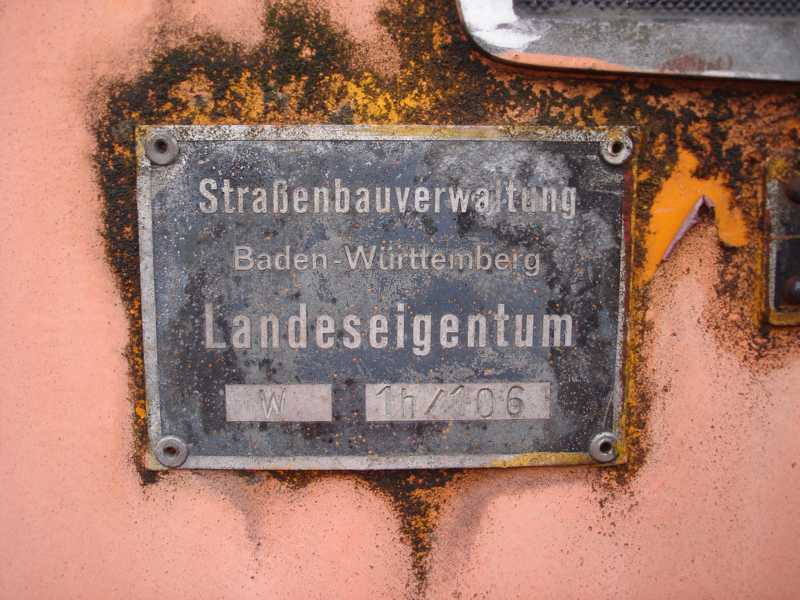 Straßenbauverwaltung
Baden-Württemberg
Landeseigentum
W 1h/106